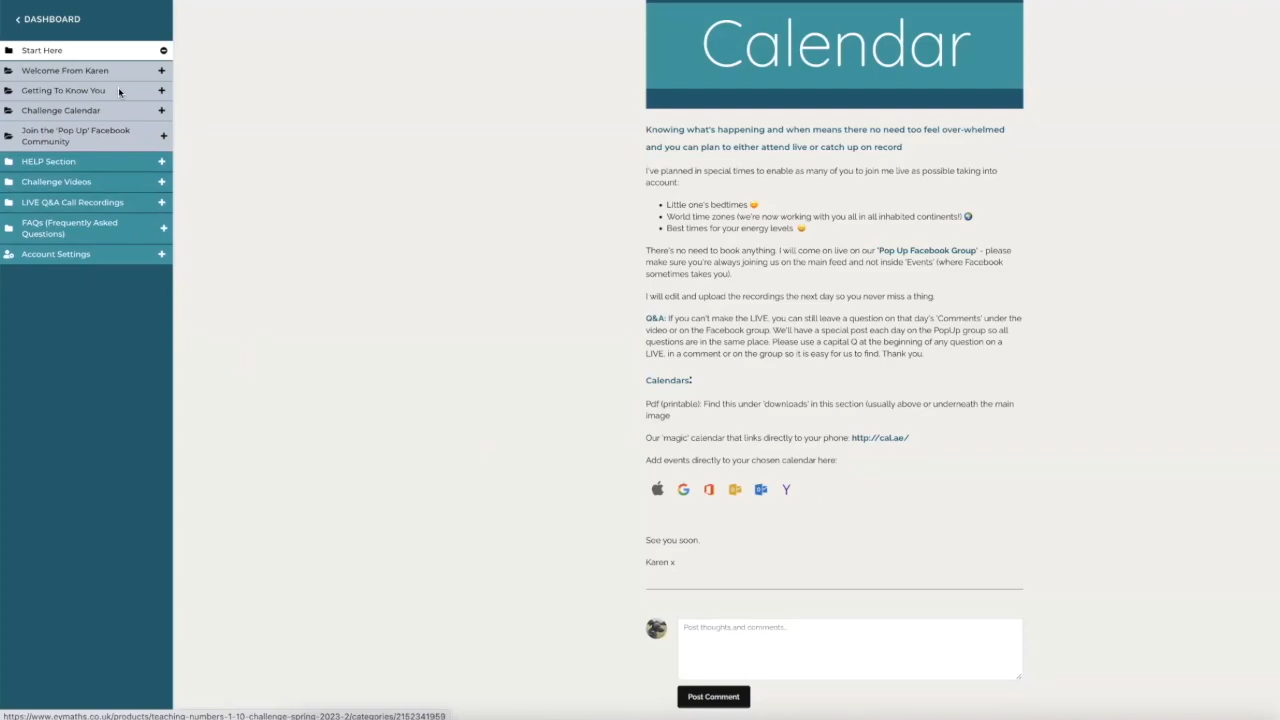 DASHBOARD
Start Here
Welcome From Karen
Getting To Know You
Challenge Calendar
Join the 'Pop Up' Facebook
Community
HELP Section
Challenge Videos
LIVE Q&A Call Recordings
FAQs (Frequently Asked
Questions)
Account Settings
Calendar
Knowing what's happening and when means there no need too feel over-whelmed
and you can plan to either attend live or catch up on record
I've planned in special times to enable as many of you to join me live as possible taking into
account:
Little one's bedtimes
World time zones (we're now working with you all in all inhabited continents!)
Best times for your energy levels
There's no need to book anything. I will come on live on our 'Pop Up Facebook Group' - please
make sure you're always joining us on the main feed and not inside 'Events' (where Facebook
sometimes takes you).
I will edit and upload the recordings the next day so you never miss a thing.
Q&A: If you can't make the LIVE, you can still leave a question on that day's 'Comments' under the
video or on the Facebook group. We'll have a special post each day on the PopUp group so all
questions are in the same place. Please use a capital Q at the beginning of any question on a
LIVE, in a comment or on the group so it is easy for us to find. Thank you.
Calendars:
Pdf (printable): Find this under 'downloads' in this section (usually above or underneath the main
image
Our 'magic' calendar that links directly to your phone: http://cal.ae/
Add events directly to your chosen calendar here:
See you soon,
Karen x
Post thoughts and comments...
Post Comment
https://www.eymaths.co.uk/products/teaching-numbers-1-10-challenge-spring-2023-2/categories/2152341959